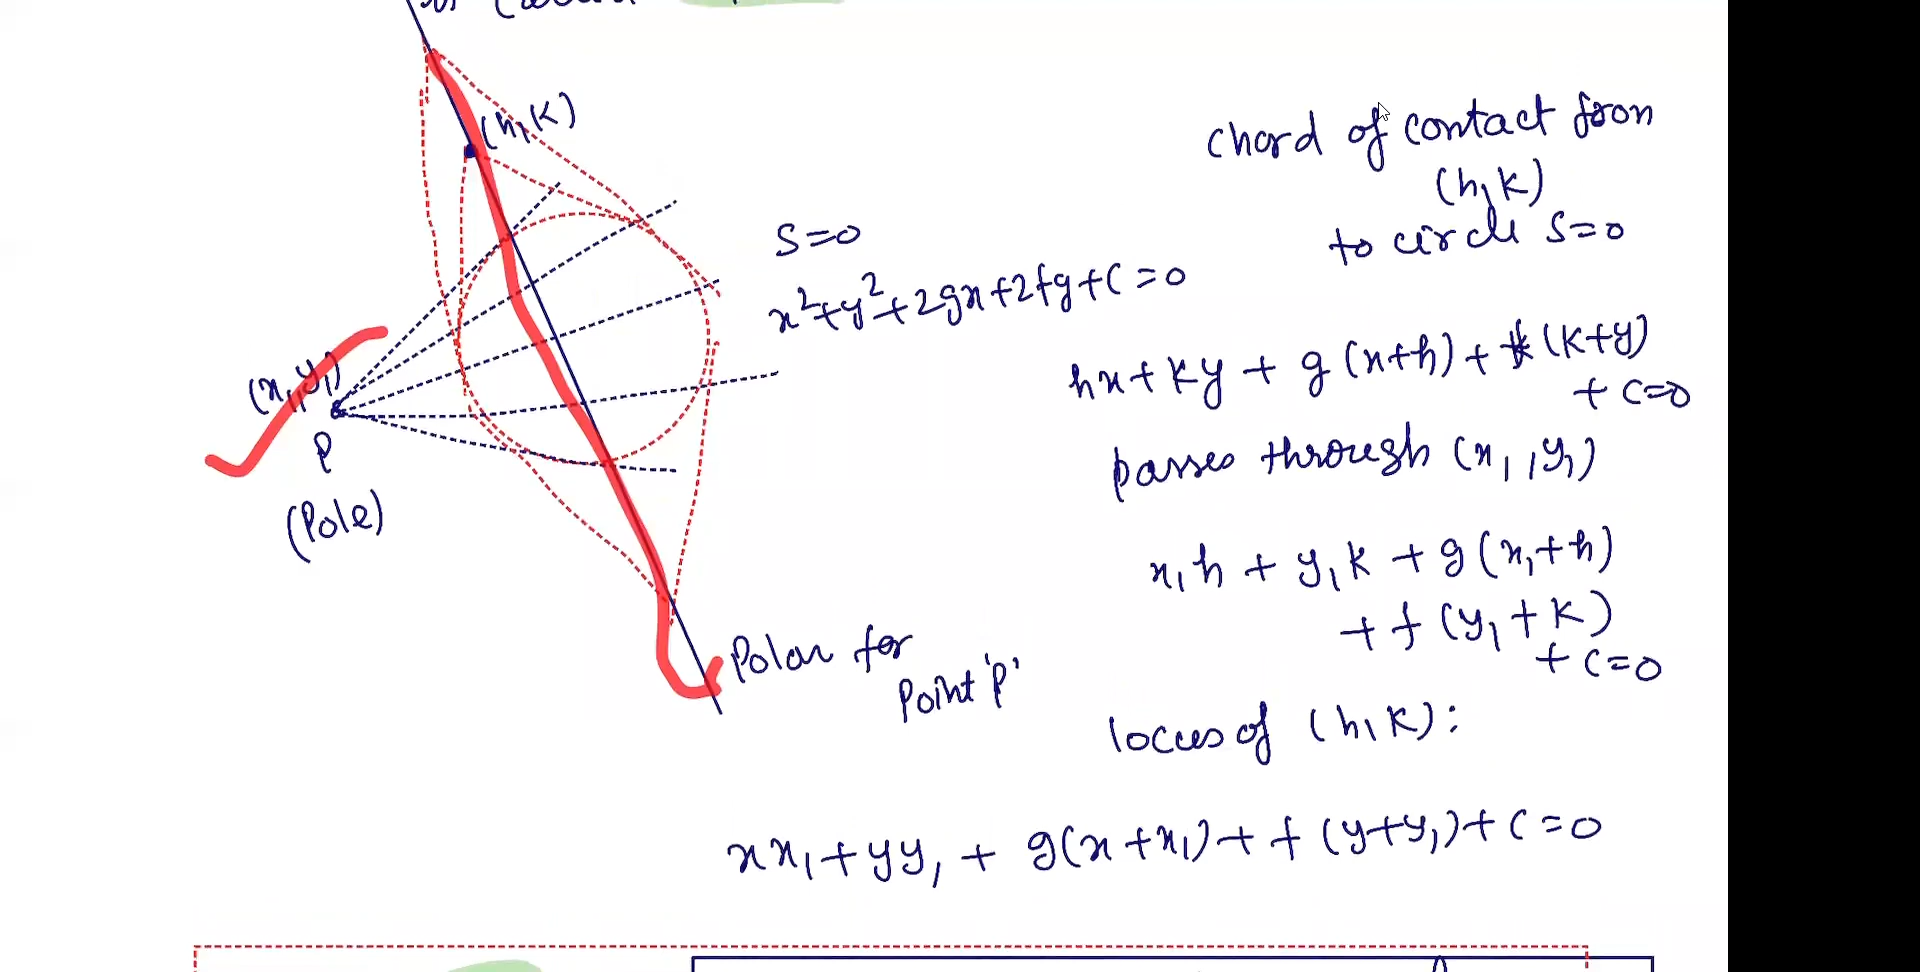 (h,K)
(x1,y1)
P
(Pole)
S=0
x²+y²+2gx+2fy+C=0
Polar for
Point 'P'
chord of contact from
(h,K)
to circle S=0
hx+Ky+g(x+h)+f(K+y)
+C=0
passes through (x1,y1)
x1h+y1K+g(x1+h)
+f(y1+K)
+C=0
locus of (h,K):
xx1+yy1+g(x+x1)+f(y+y1)+C=0